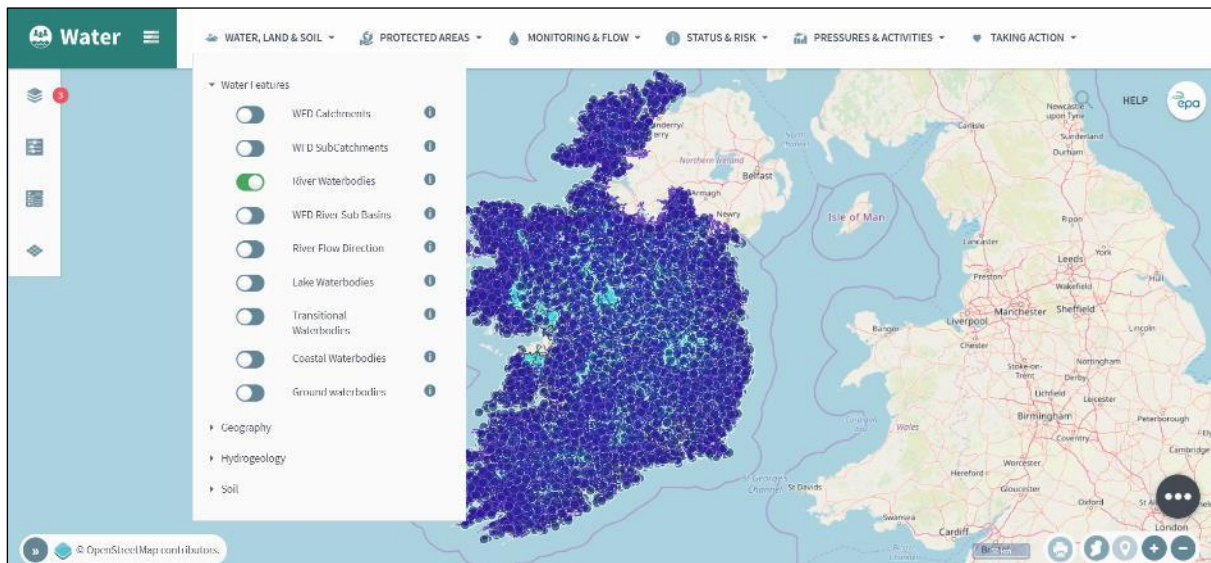 Water
WATER, LAND & SOIL
PROTECTED AREAS
MONITORING & FLOW
STATUS & RISK
PRESSURES & ACTIVITIES
TAKING ACTION
3
HELP
epa
Water Features
WFD Catchments
WFD SubCatchments
River Waterbodies
WFD River Sub Basins
River Flow Direction
Lake Waterbodies
Transitional
Waterbodies
Coastal Waterbodies
Ground waterbodies
Geography
Hydrogeology
Soil
Northern Ireland
Belfast
Armagh
Newry
Isle of Man
Newcastle
upon Tyne
Carlisle
Sunderland
Durham
Ripon
Lancaster
York
Leeds
Preston
Wakefield
Hull
Liverpool
Manchester
Sheffield
Bangor
Chester
Lincoln
Stoke-on-
Trent
Nottingham
Derby
Lichfield
Leicester
Birmingham
Peterborough
Coventry
Wales
Worcester
Hereford
Gloucester
St George's
Channel
St Davids
Oxford
Swansea
Cardiff
London
© OpenStreetMap contributors.